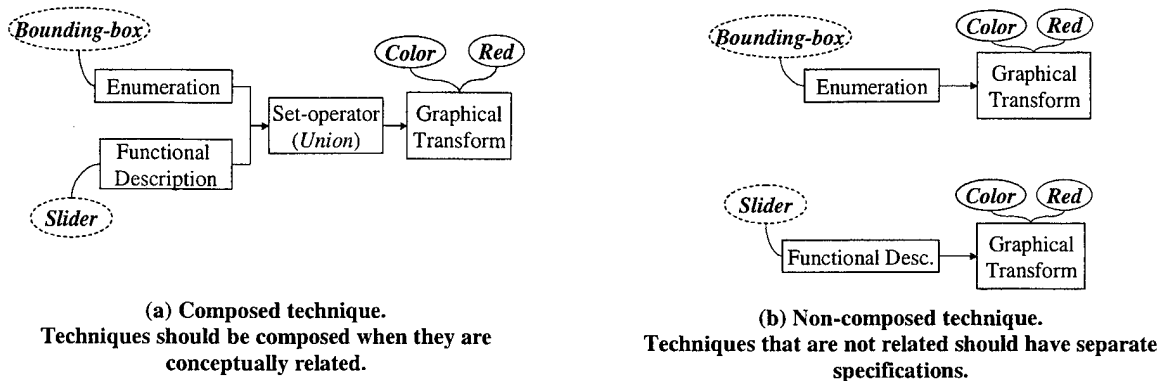 Bounding-box
Color
Red
Enumeration
Set-operator
(Union)
Graphical
Transform
Functional
Description
Slider
(a) Composed technique.
Techniques should be composed when they are
conceptually related.
Bounding-box
Color
Red
Enumeration
Graphical
Transform
Slider
Color
Red
Functional Desc.
Graphical
Transform
(b) Non-composed technique.
Techniques that are not related should have separate
specifications.